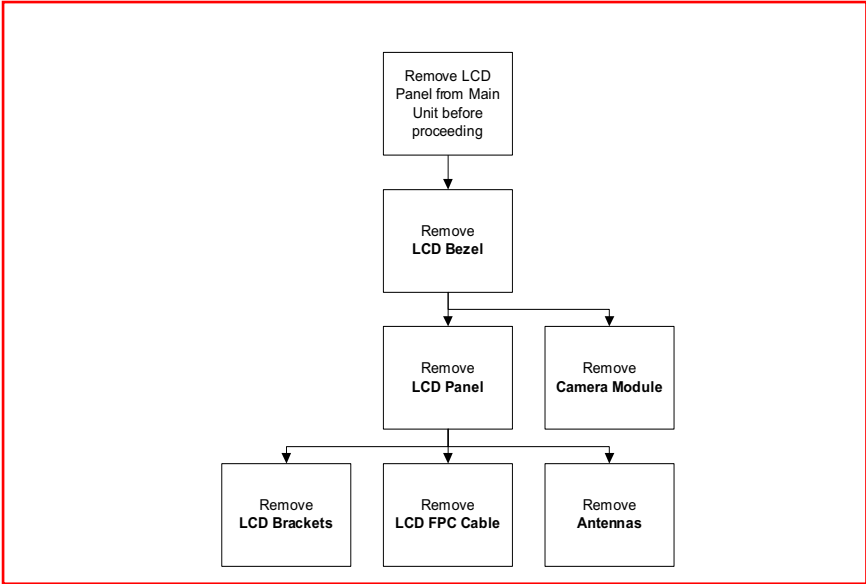 Remove LCD
Panel from Main
Unit before
proceeding
Remove
LCD Bezel
Remove
LCD Panel
Remove
Camera Module
Remove
LCD Brackets
Remove
LCD FPC Cable
Remove
Antennas